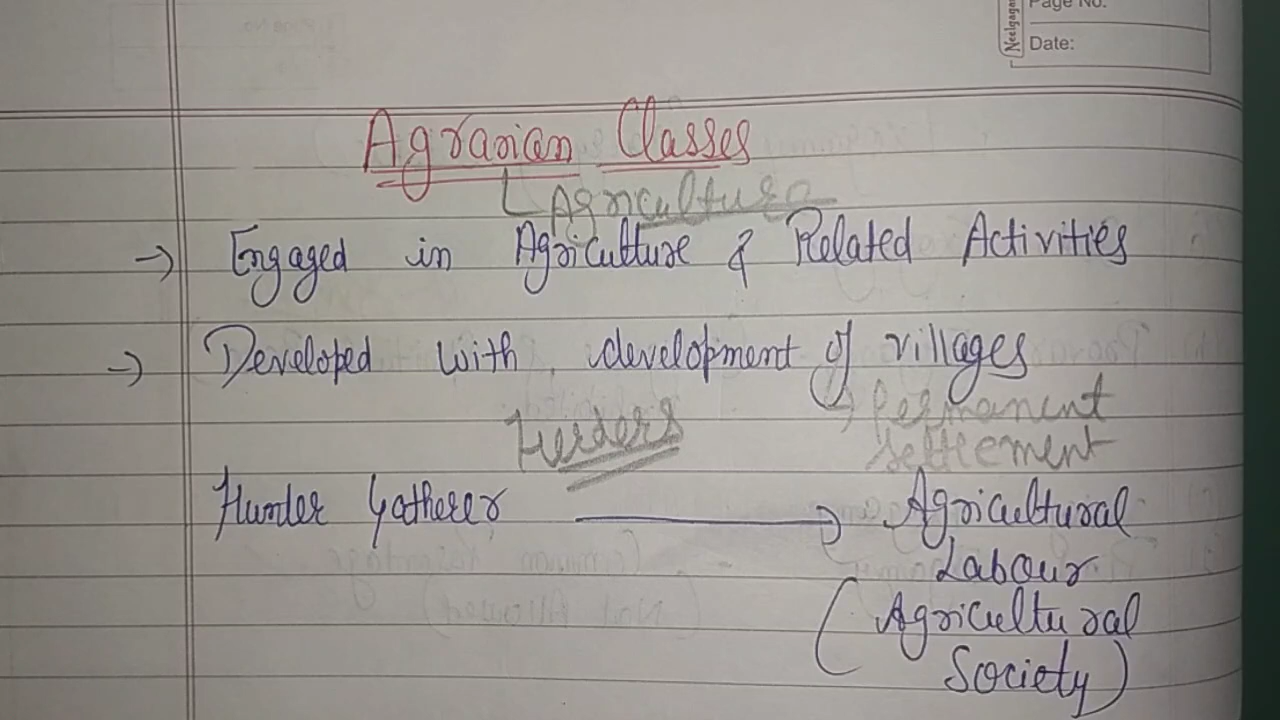 Page No.
Neelgagan
Date:
Agrarian Classes
└ Agriculture
→ Engaged in Agriculture & Related Activities
→ Developed with development of villages
↳ Permanent
settlement
Herders
Hunter Gatherer → Agricultural
Labour
(Agricultural
Society)